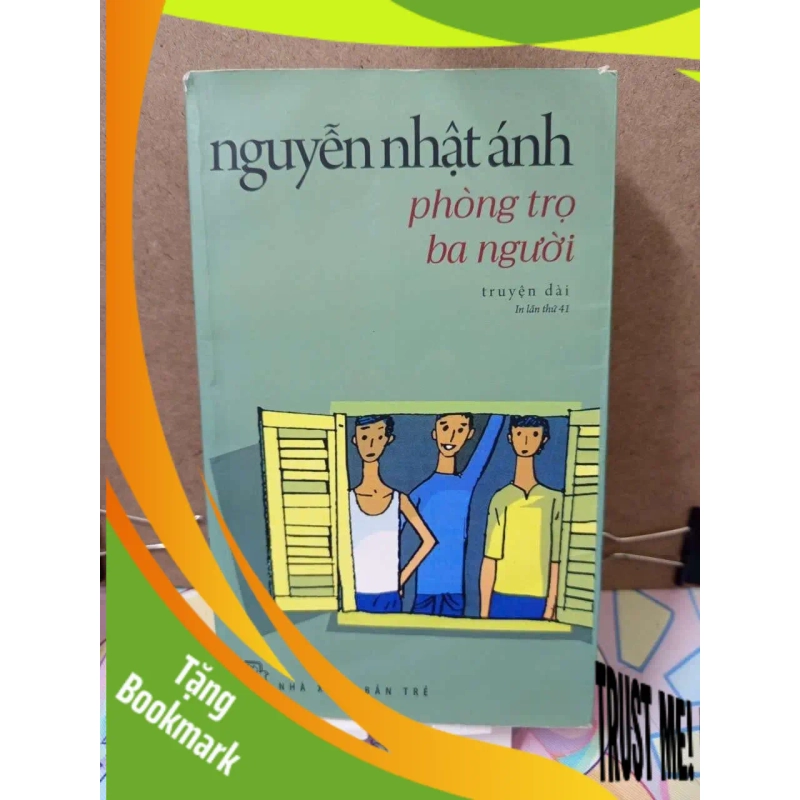 nguyễn nhật ánh
phòng trọ
ba người
truyện dài
In lần thứ 41
NHÀ X BẢN TRẺ
Tặng
Bookmark
TRUST ME!